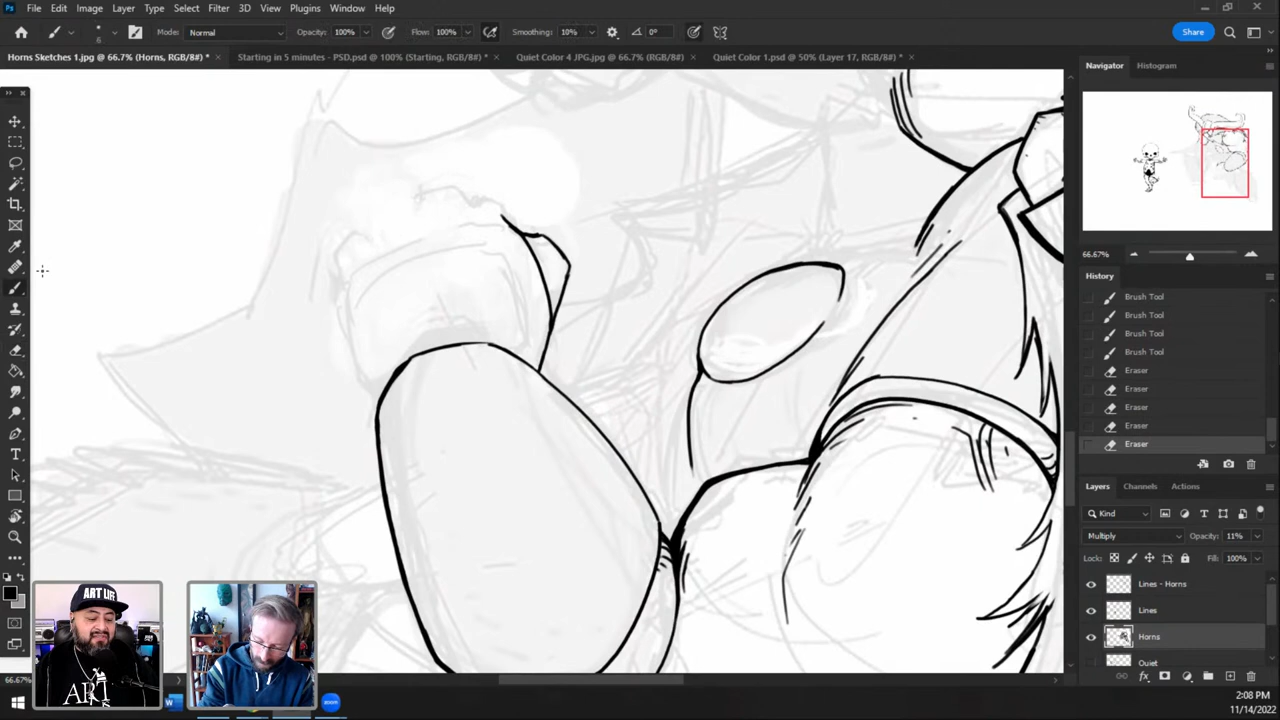 Ps File Edit Image Layer Type Select Filter 3D View Plugins Window Help
Mode: Normal Opacity: 100% Flow: 100% Smoothing: 10% 0° Share
Horns Sketches 1.jpg @ 66.7% (Horns, RGB/8#) * × Starting in 5 minutes - PSD.psd @ 100% (Starting, RGB/8#) * × Quiet Color 4 JPG.jpg @ 66.7% (RGB/8#) × Quiet Color 1.psd @ 50% (Layer 17, RGB/8#) * ×
Navigator Histogram
66.67%
History
Brush Tool
Brush Tool
Brush Tool
Brush Tool
Eraser
Eraser
Eraser
Eraser
Eraser
Layers Channels Actions
Kind
Multiply Opacity: 11%
Lock: Fill: 100%
Lines - Horns
Lines
Horns
Quiet
ART LIFE
ART
66.67%
W zoom
2:08 PM
11/14/2022